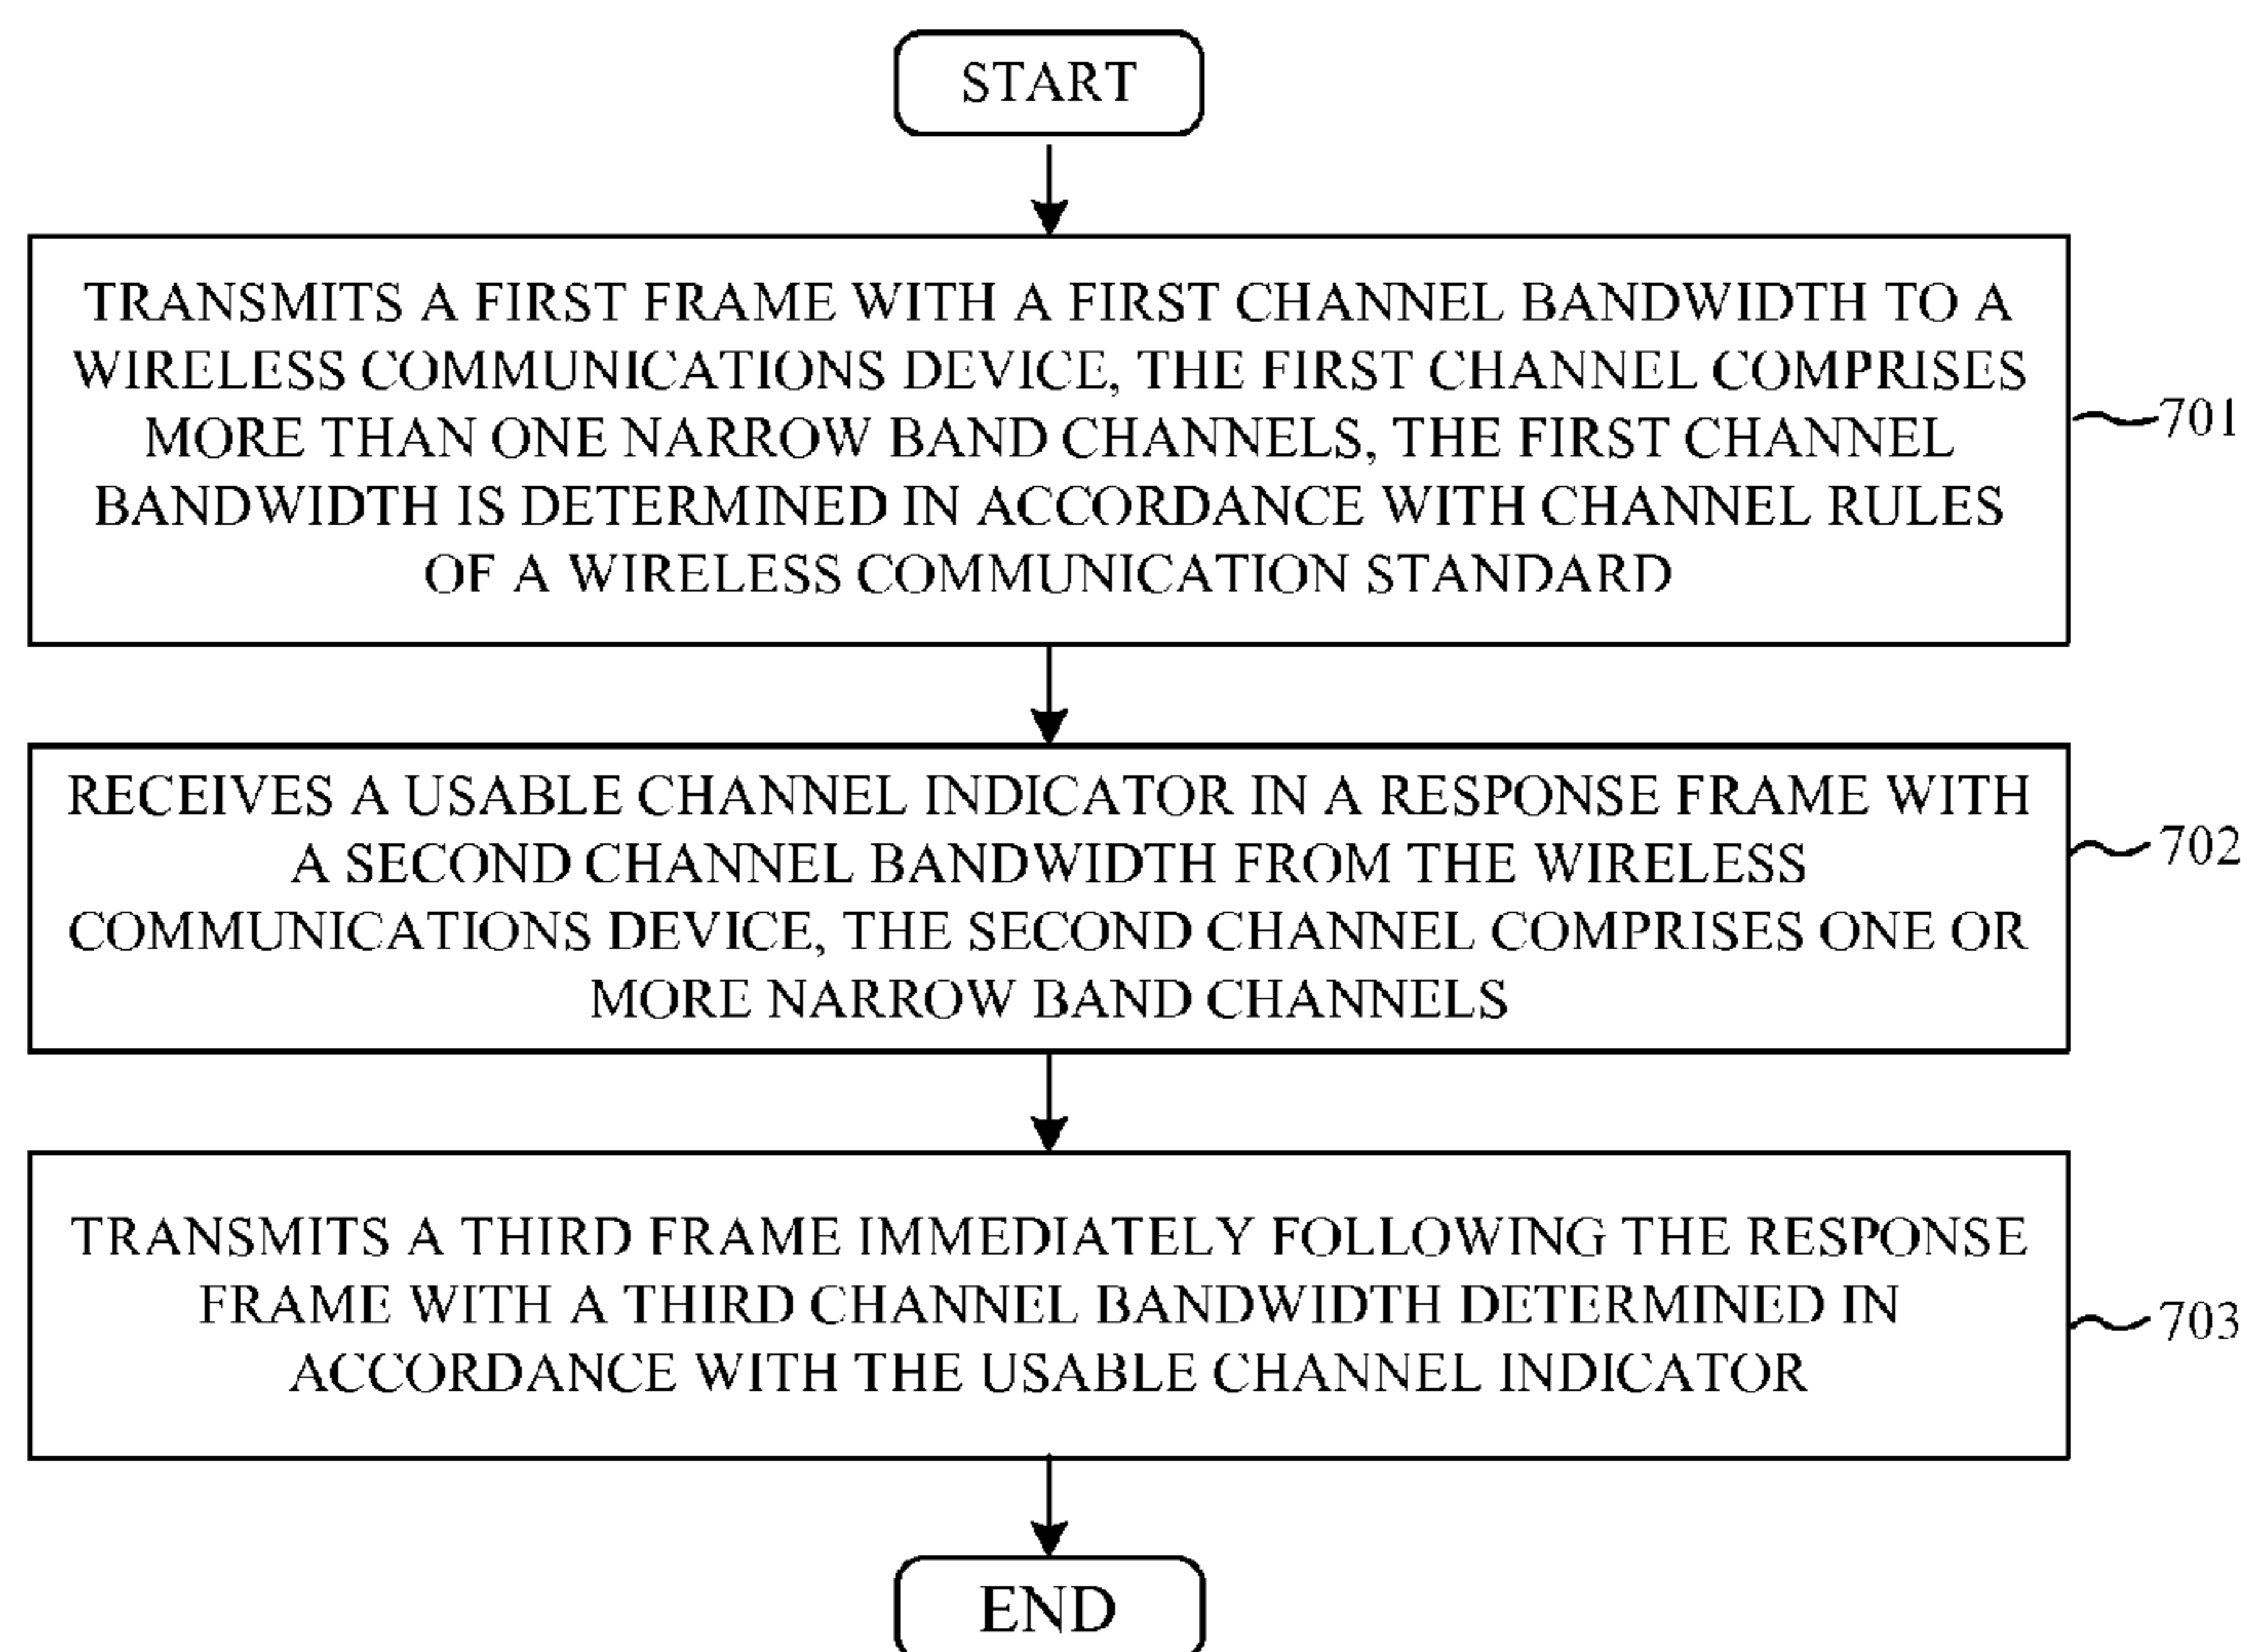 START
TRANSMITS A FIRST FRAME WITH A FIRST CHANNEL BANDWIDTH TO A
WIRELESS COMMUNICATIONS DEVICE, THE FIRST CHANNEL COMPRISES
MORE THAN ONE NARROW BAND CHANNELS, THE FIRST CHANNEL
BANDWIDTH IS DETERMINED IN ACCORDANCE WITH CHANNEL RULES
OF A WIRELESS COMMUNICATION STANDARD
701
RECEIVES A USABLE CHANNEL INDICATOR IN A RESPONSE FRAME WITH
A SECOND CHANNEL BANDWIDTH FROM THE WIRELESS
COMMUNICATIONS DEVICE, THE SECOND CHANNEL COMPRISES ONE OR
MORE NARROW BAND CHANNELS
702
TRANSMITS A THIRD FRAME IMMEDIATELY FOLLOWING THE RESPONSE
FRAME WITH A THIRD CHANNEL BANDWIDTH DETERMINED IN
ACCORDANCE WITH THE USABLE CHANNEL INDICATOR
703
END